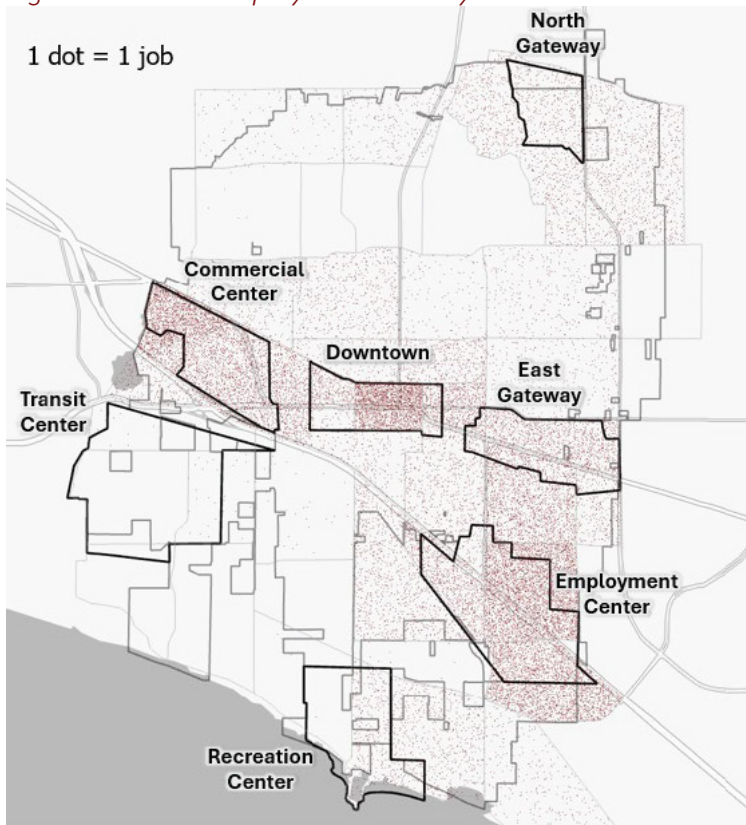 1 dot = 1 job
North
Gateway
Commercial
Center
Downtown
East
Gateway
Transit
Center
Employment
Center
Recreation
Center